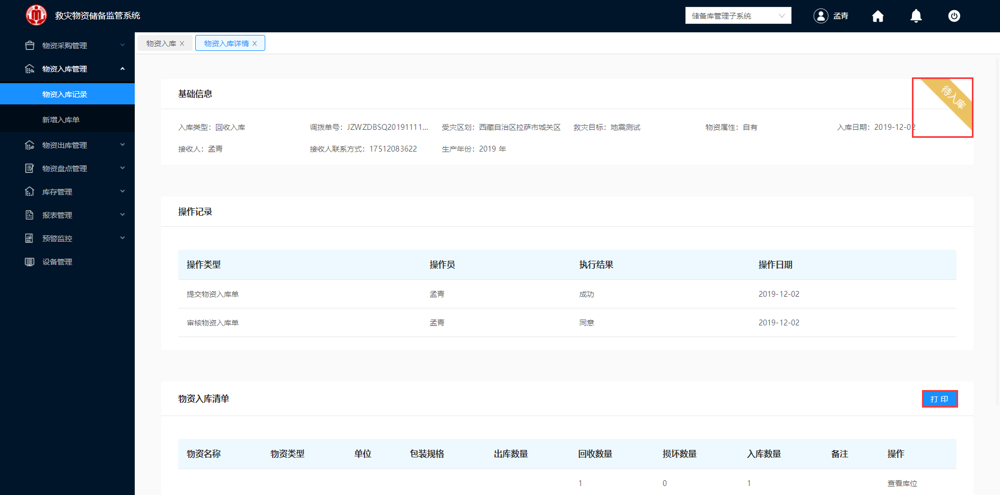 救灾物资储备监管系统
储备库管理子系统
孟青
物资采购管理
物资入库管理
物资入库记录
新增入库单
物资出库管理
物资盘点管理
库存管理
报表管理
预警监控
设备管理
物资入库
物资入库详情
基础信息
待入库
入库类型：回收入库 调拨单号：JZWZDBSQ20191111... 受灾区划：西藏自治区拉萨市城关区 救灾目标：地震测试 物资属性：自有 入库日期：2019-12-02
接收人：孟青 接收人联系方式：17512083622 生产年份：2019 年
操作记录
操作类型 操作员 执行结果 操作日期
提交物资入库单 孟青 成功 2019-12-02
审核物资入库单 孟青 同意 2019-12-02
物资入库清单
打 印
物资名称 物资类型 单位 包装规格 出库数量 回收数量 损坏数量 入库数量 备注 操作
1 0 1 查看库位